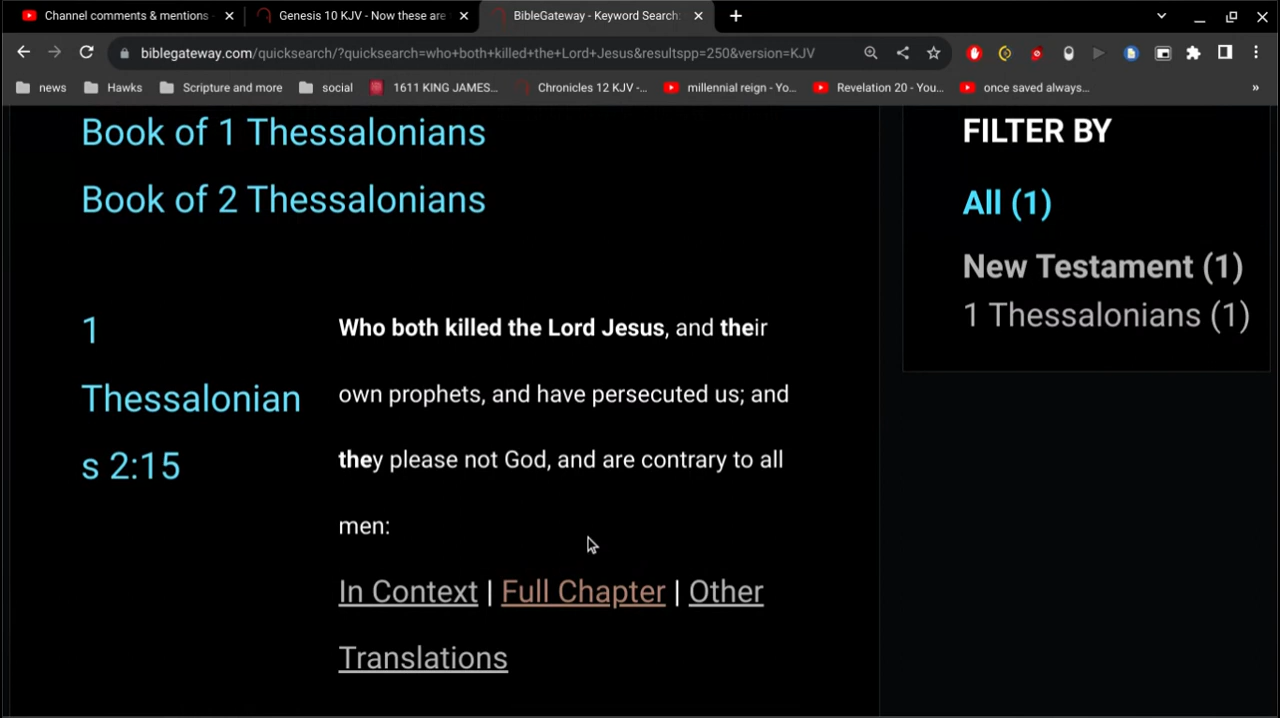 Channel comments & mentions -
Genesis 10 KJV - Now these are
BibleGateway - Keyword Search:
biblegateway.com/quicksearch/?quicksearch=who+both+killed+the+Lord+Jesus&resultspp=250&version=KJV
news
Hawks
Scripture and more
social
1611 KING JAMES...
Chronicles 12 KJV -...
millennial reign - Yo...
Revelation 20 - You...
once saved always...
»
Book of 1 Thessalonians
Book of 2 Thessalonians
1
Thessalonian
s 2:15
Who both killed the Lord Jesus, and their
own prophets, and have persecuted us; and
they please not God, and are contrary to all
men:
In Context | Full Chapter | Other
Translations
FILTER BY
All (1)
New Testament (1)
1 Thessalonians (1)